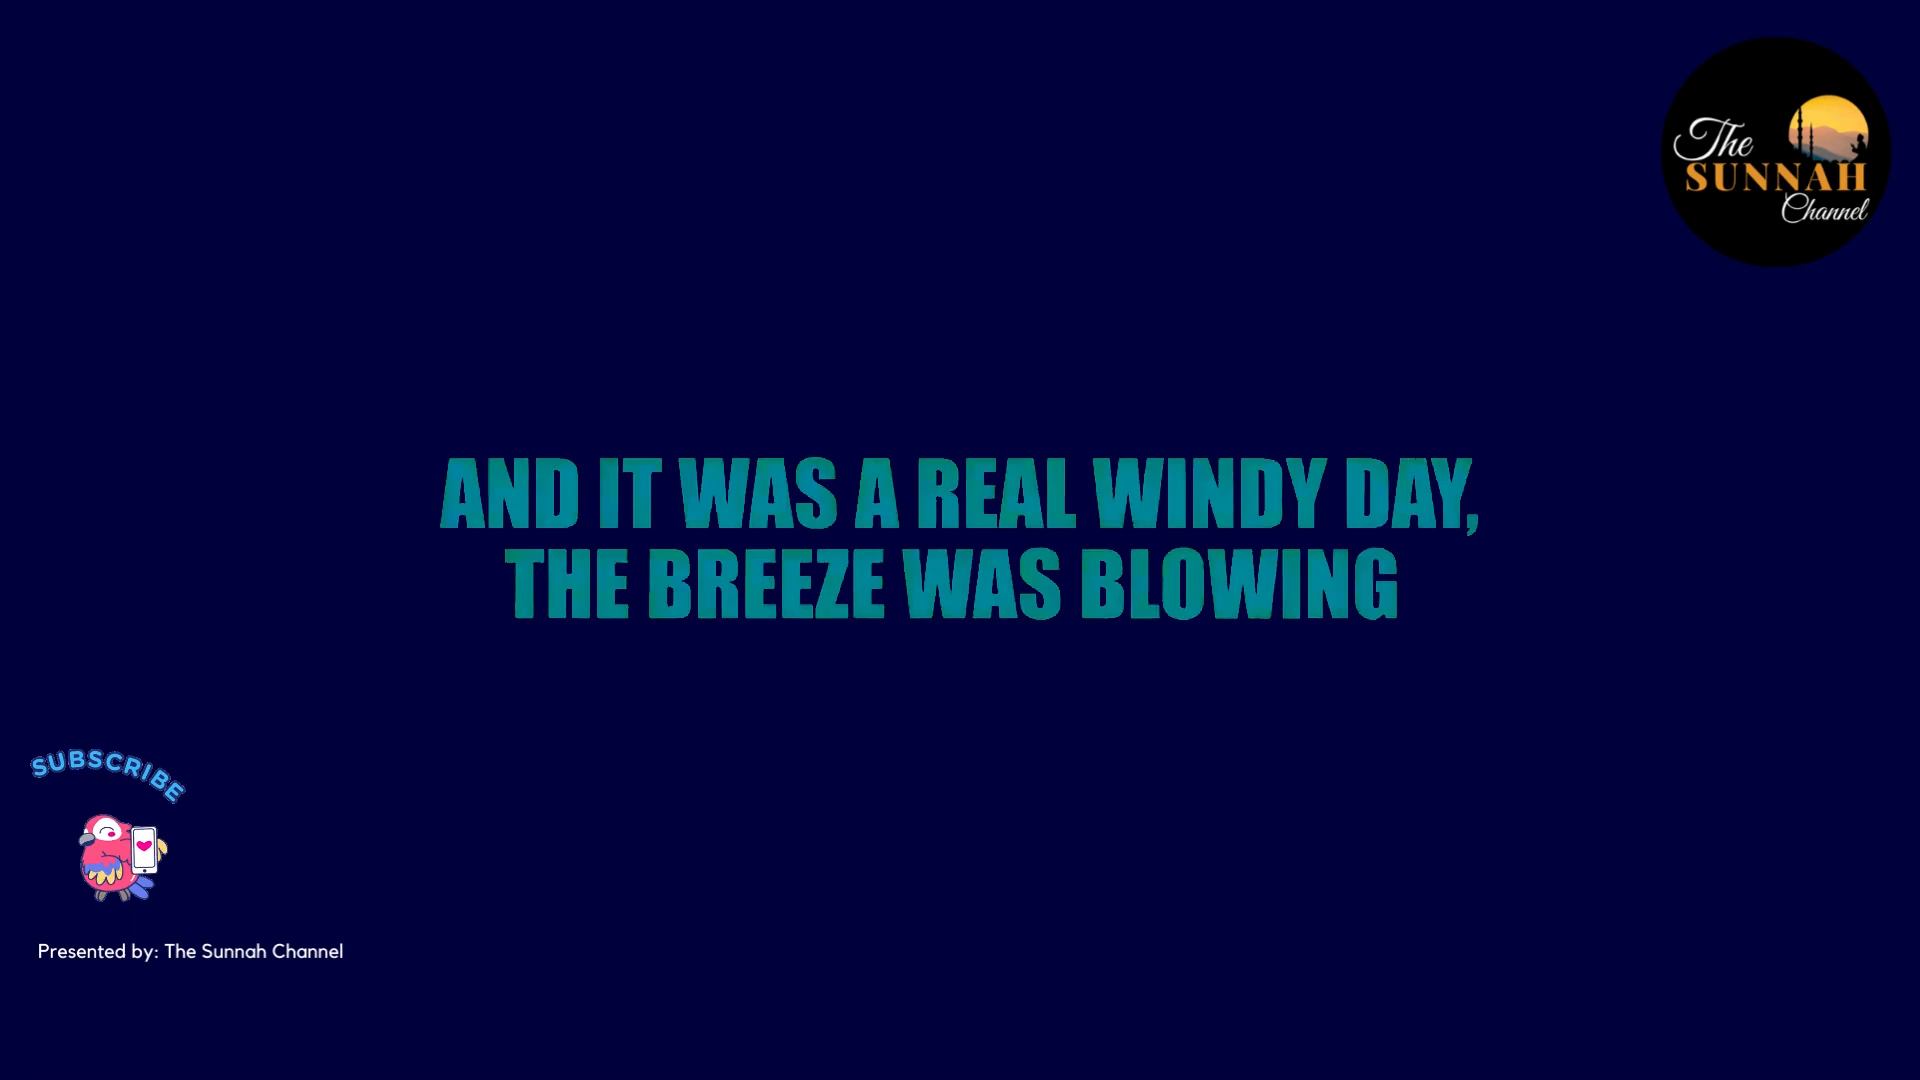 The
SUNNAH
Channel
AND IT WAS A REAL WINDY DAY,
THE BREEZE WAS BLOWING
SUBSCRIBE
Presented by: The Sunnah Channel